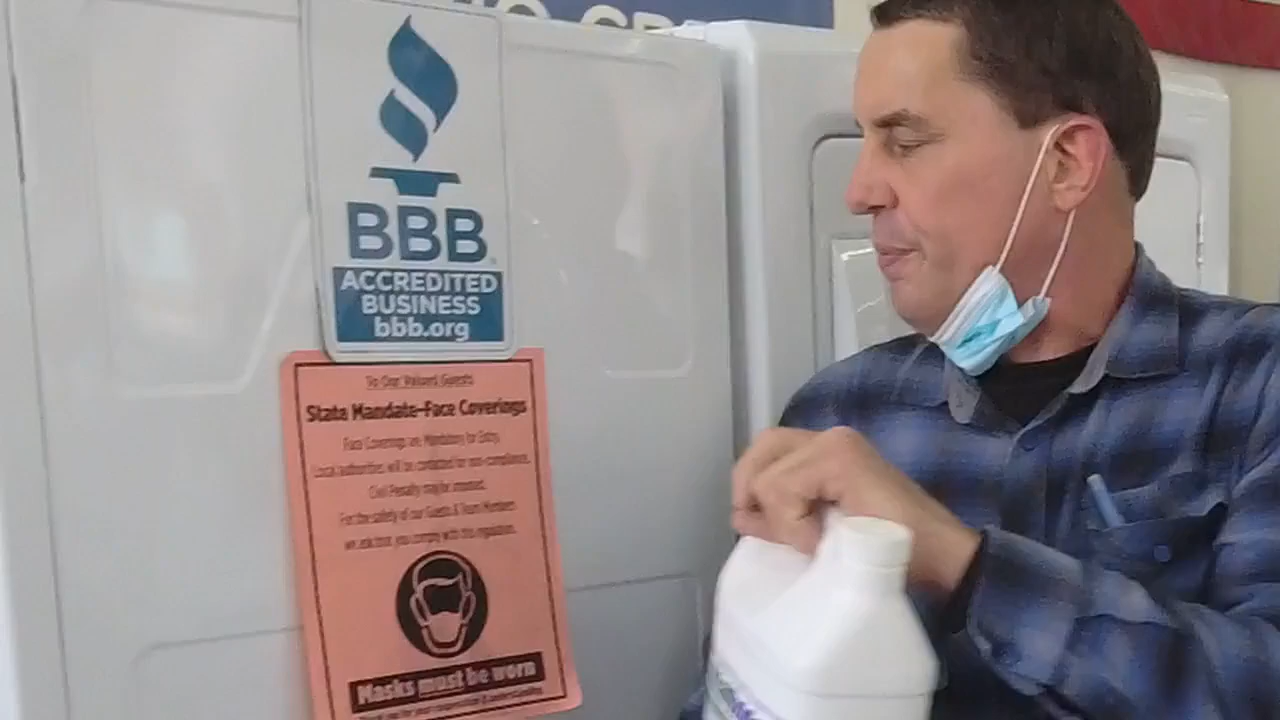 BBB
ACCREDITED
BUSINESS
bbb.org
To Our Valued Guests
State Mandate-Face Coverings
Face Coverings are Mandatory for Entry.
Local authorities will be contacted for non-compliance.
Civil Penalty may be imposed.
For the safety of our Guests & Team Members
we ask that you comply with this regulation.
Masks must be worn